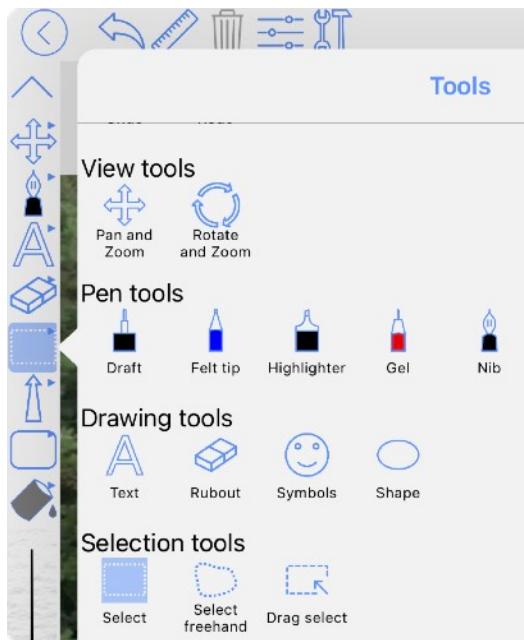 Tools
View tools
Pan and Zoom
Rotate and Zoom
Pen tools
Draft Felt tip Highlighter Gel Nib
Drawing tools
Text Rubout Symbols Shape
Selection tools
Select Select freehand Drag select